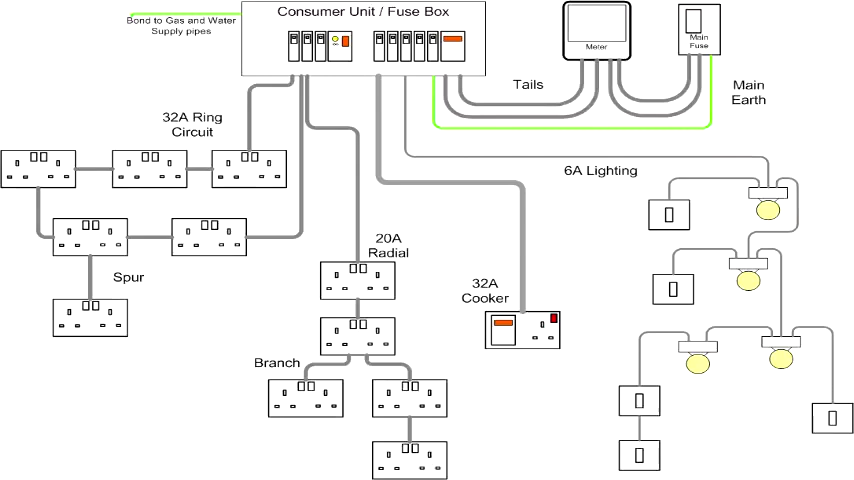 Consumer Unit / Fuse Box
Bond to Gas and Water
Supply pipes
Meter
Main
Fuse
Tails
Main
Earth
32A Ring
Circuit
6A Lighting
20A
Radial
Spur
32A
Cooker
Branch